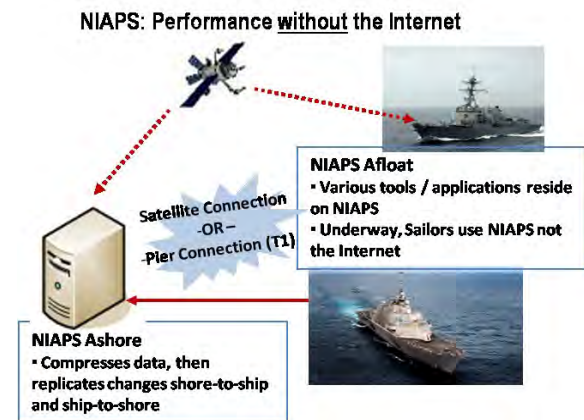 NIAPS: Performance without the Internet
NIAPS Afloat
▪ Various tools / applications reside
on NIAPS
▪ Underway, Sailors use NIAPS not
the Internet
Satellite Connection
-OR–
-Pier Connection (T1)
NIAPS Ashore
▪ Compresses data, then
replicates changes shore-to-ship
and ship-to-shore